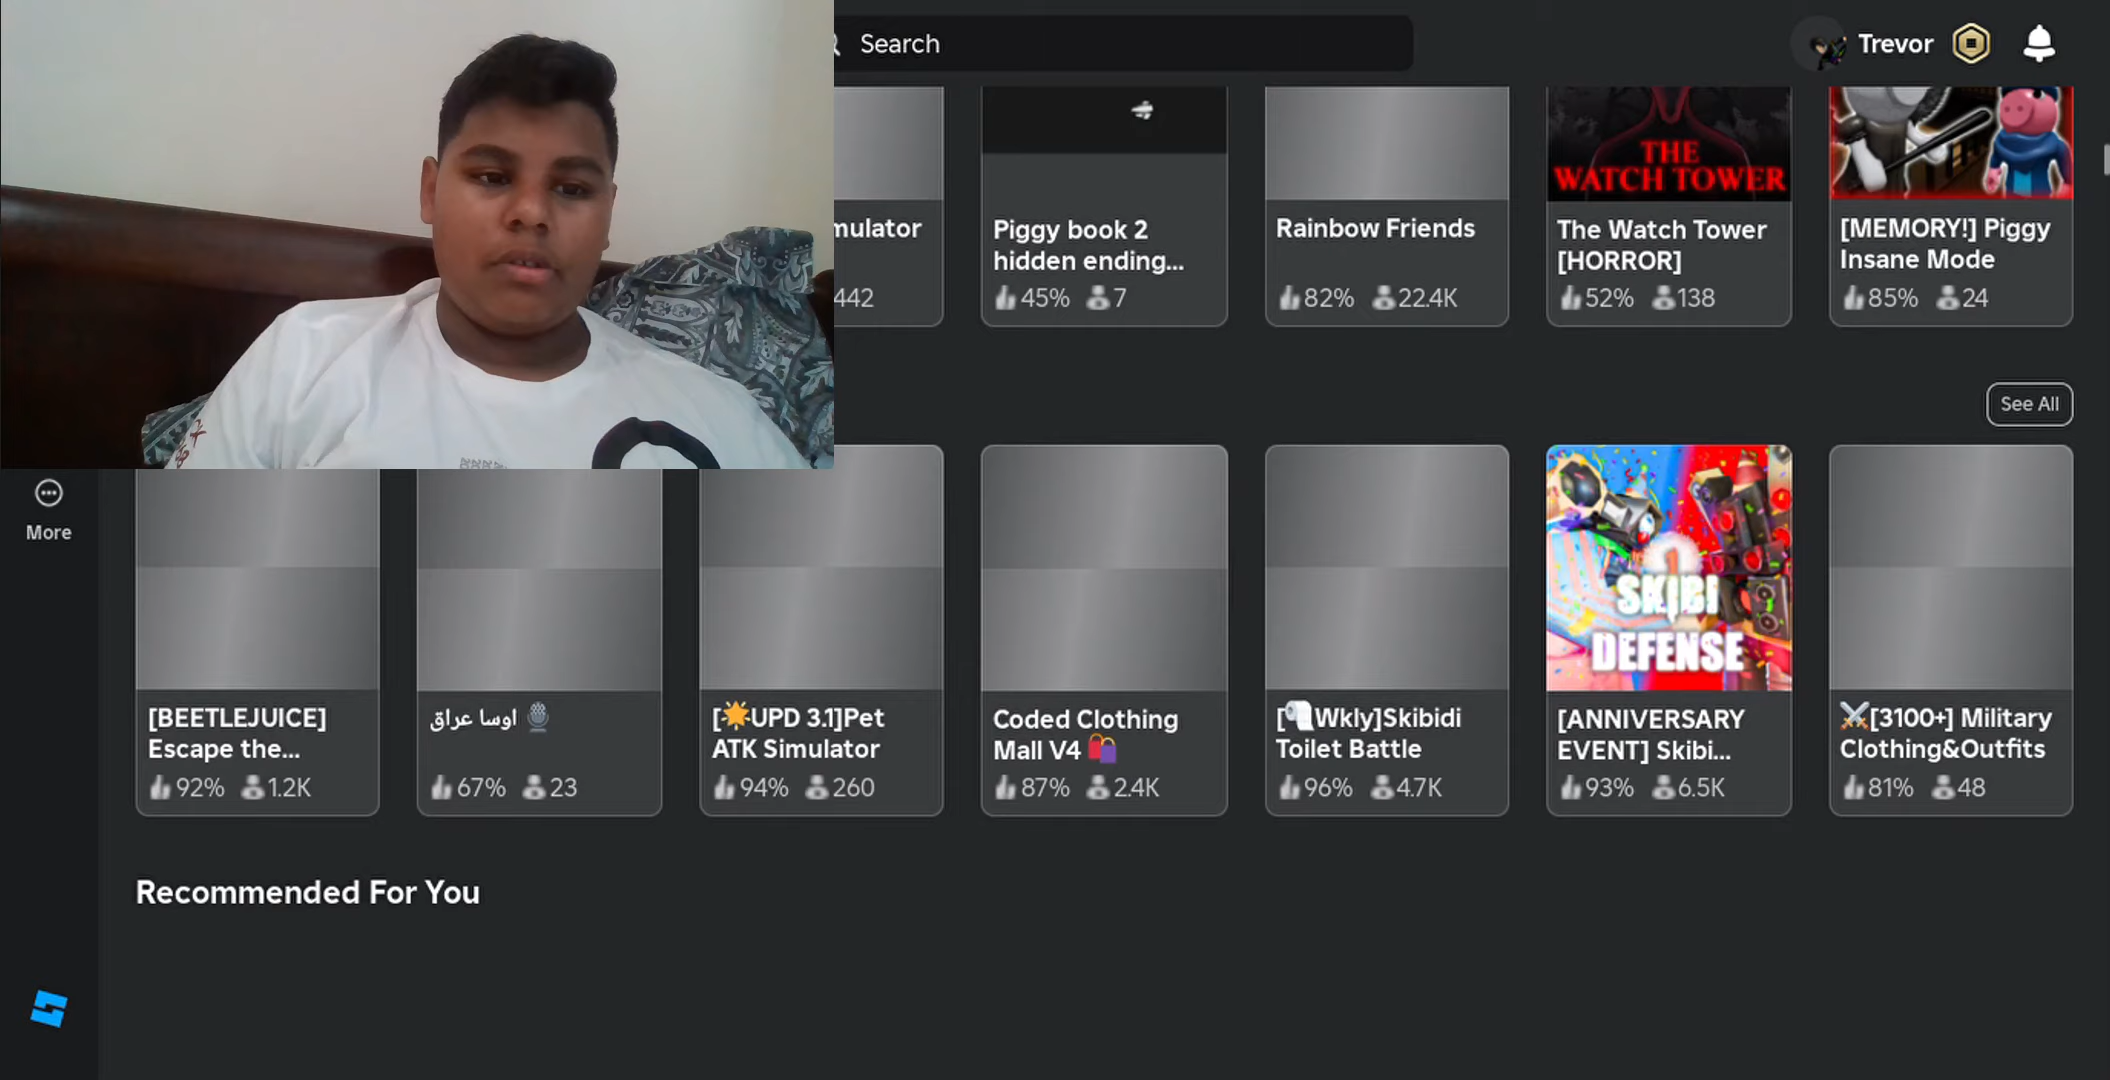 Search
Trevor
THE
WATCH TOWER
mulator
442
Piggy book 2
hidden ending...
45% 7
Rainbow Friends
82% 22.4K
The Watch Tower
[HORROR]
52% 138
[MEMORY!] Piggy
Insane Mode
85% 24
See All
More
[BEETLEJUICE]
Escape the...
92% 1.2K
اوسا عراق
67% 23
[🌟UPD 3.1]Pet
ATK Simulator
94% 260
Coded Clothing
Mall V4 🛍️
87% 2.4K
[🧻Wkly]Skibidi
Toilet Battle
96% 4.7K
SKIBI
DEFENSE
[ANNIVERSARY
EVENT] Skibi...
93% 6.5K
⚔️[3100+] Military
Clothing&Outfits
81% 48
Recommended For You